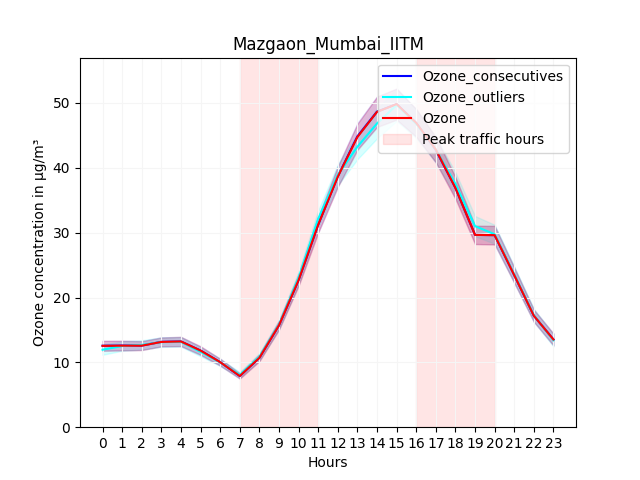 Mazgaon_Mumbai_IITM
Ozone_consecutives
Ozone_outliers
Ozone
Peak traffic hours
Ozone concentration in µg/m³
50
40
30
20
10
0
0 1 2 3 4 5 6 7 8 9 10 11 12 13 14 15 16 17 18 19 20 21 22 23
Hours